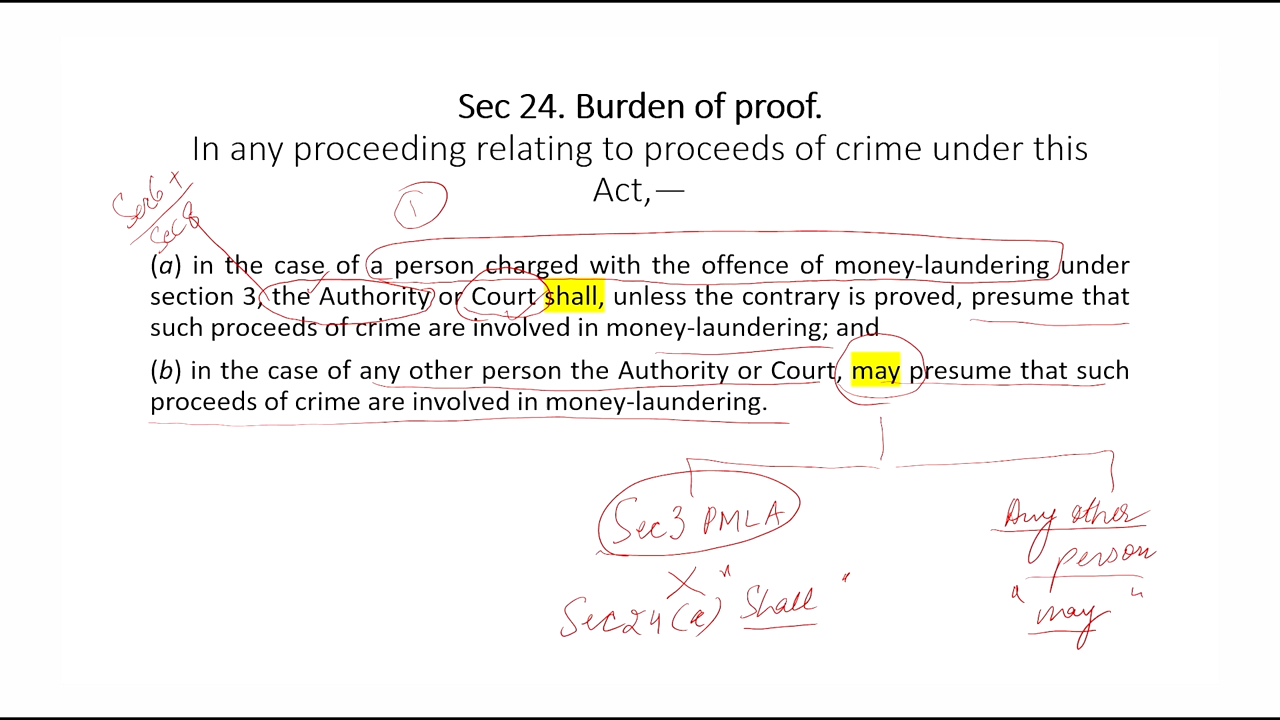 Sec 24. Burden of proof.
In any proceeding relating to proceeds of crime under this
Act,—
Sec 6 +
Sec 8
1
(a) in the case of a person charged with the offence of money-laundering under
section 3, the Authority or Court shall, unless the contrary is proved, presume that
such proceeds of crime are involved in money-laundering; and
(b) in the case of any other person the Authority or Court, may presume that such
proceeds of crime are involved in money-laundering.
Sec 3 PMLA
X
Sec 24 (a) "Shall"
Any other
person
"may"